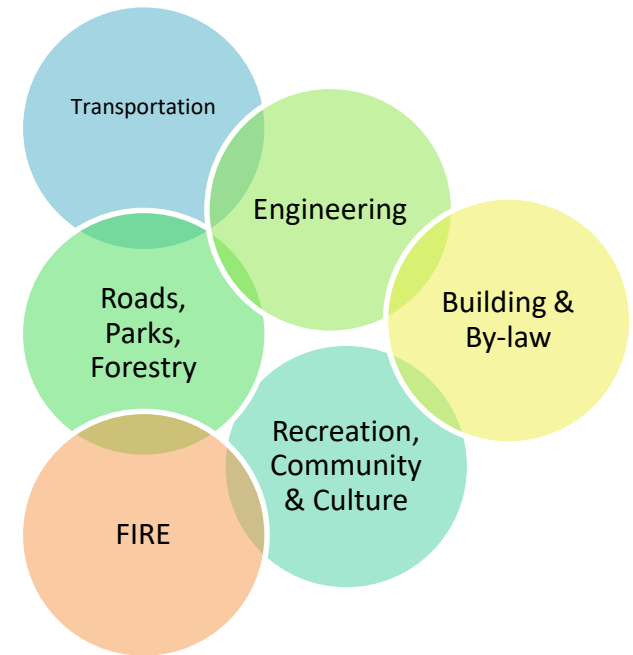 Transportation
Engineering
Roads,
Parks,
Forestry
Building &
By-law
Recreation,
Community
& Culture
FIRE